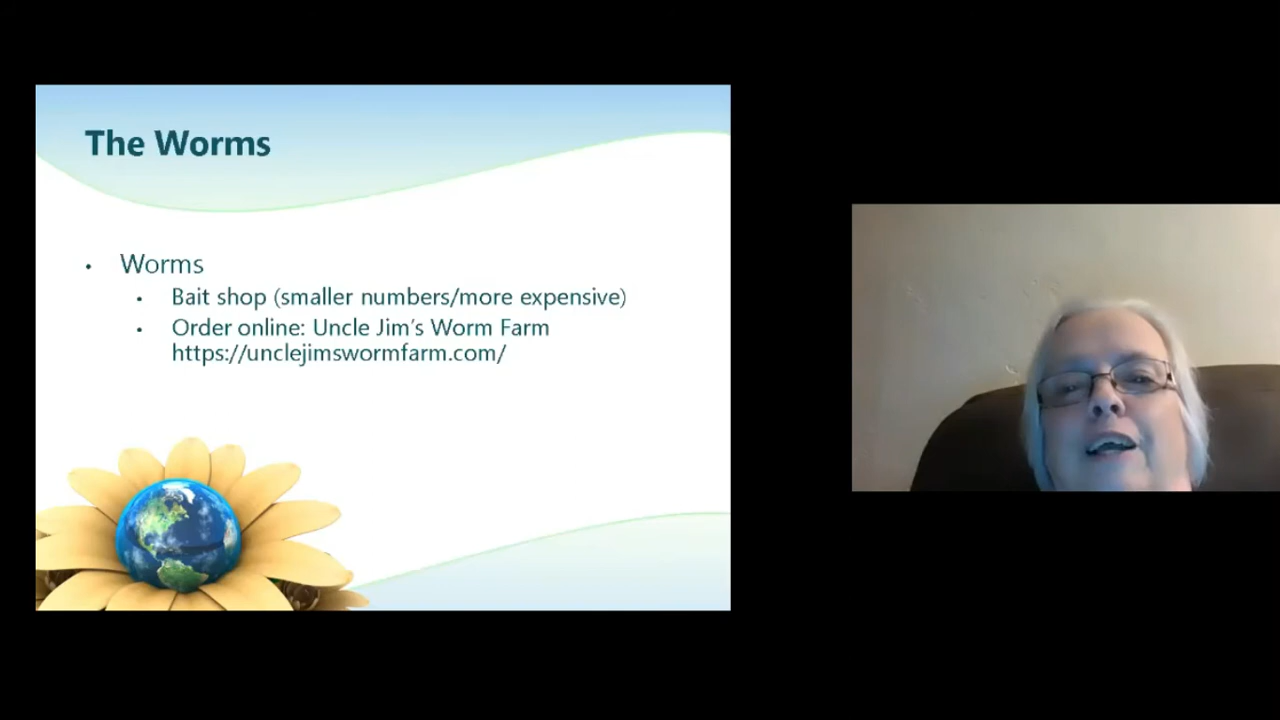 The Worms
• Worms
• Bait shop (smaller numbers/more expensive)
• Order online: Uncle Jim’s Worm Farm
https://unclejimswormfarm.com/